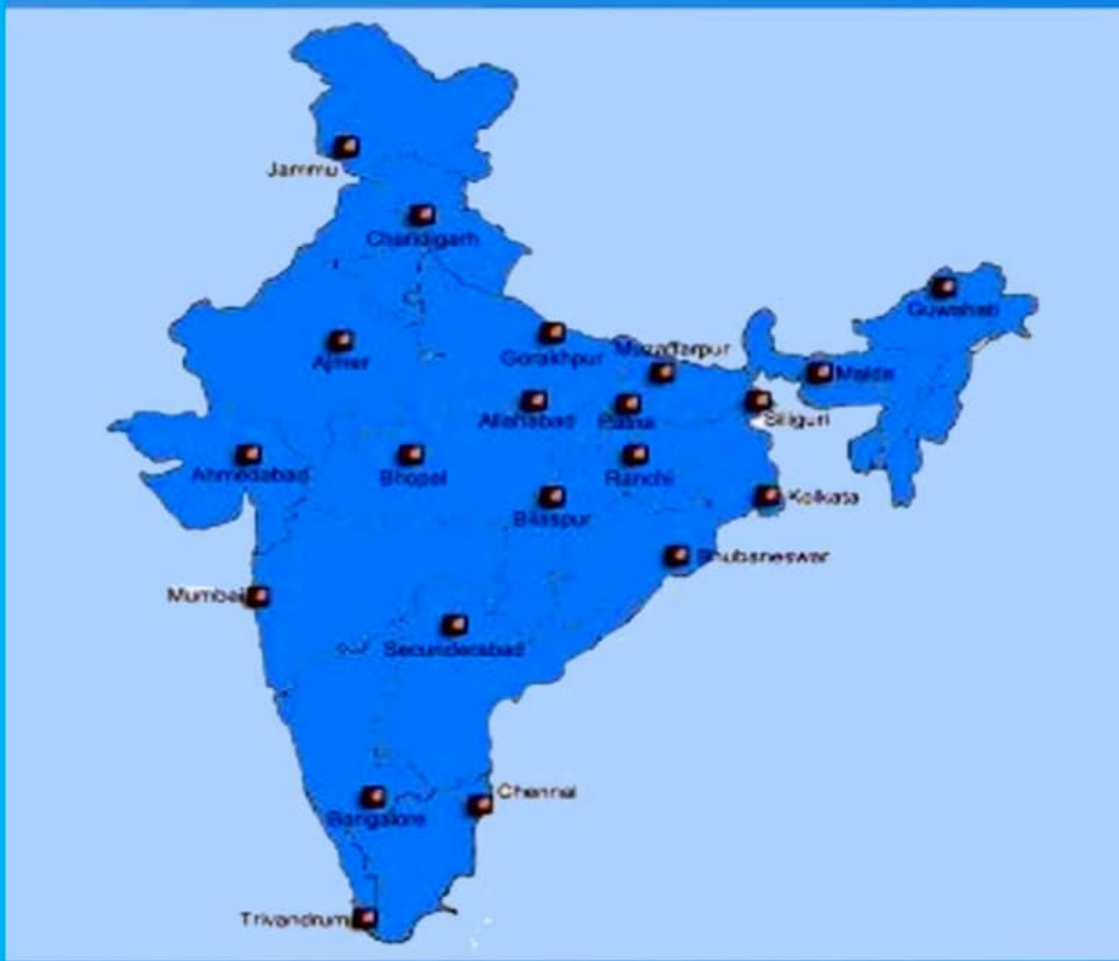 Jammu
Chandigarh
Guwahati
Ajmer
Gorakhpur
Muzaffarpur
Malda
Allahabad
Patna
Siliguri
Ahmedabad
Bhopal
Ranchi
Kolkata
Bilaspur
Bhubaneswar
Mumbai
Secunderabad
Chennai
Bangalore
Trivandrum